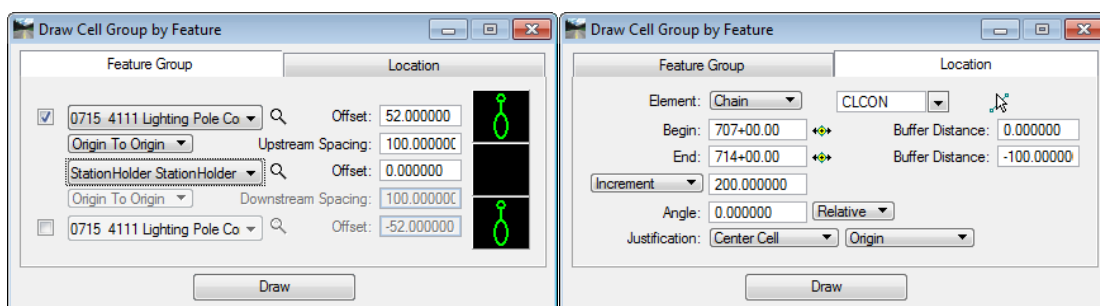 Draw Cell Group by Feature
Feature Group Location
0715 4111 Lighting Pole Co Offset: 52.000000
Origin To Origin Upstream Spacing: 100.00000(
StationHolder StationHolder Offset: 0.000000
Origin To Origin Downstream Spacing: 100.00000(
0715 4111 Lighting Pole Co Offset: -52.000000
Draw
Draw Cell Group by Feature
Feature Group Location
Element: Chain CLCON
Begin: 707+00.00 Buffer Distance: 0.000000
End: 714+00.00 Buffer Distance: -100.00000
Increment 200.000000
Angle: 0.000000 Relative
Justification: Center Cell Origin
Draw